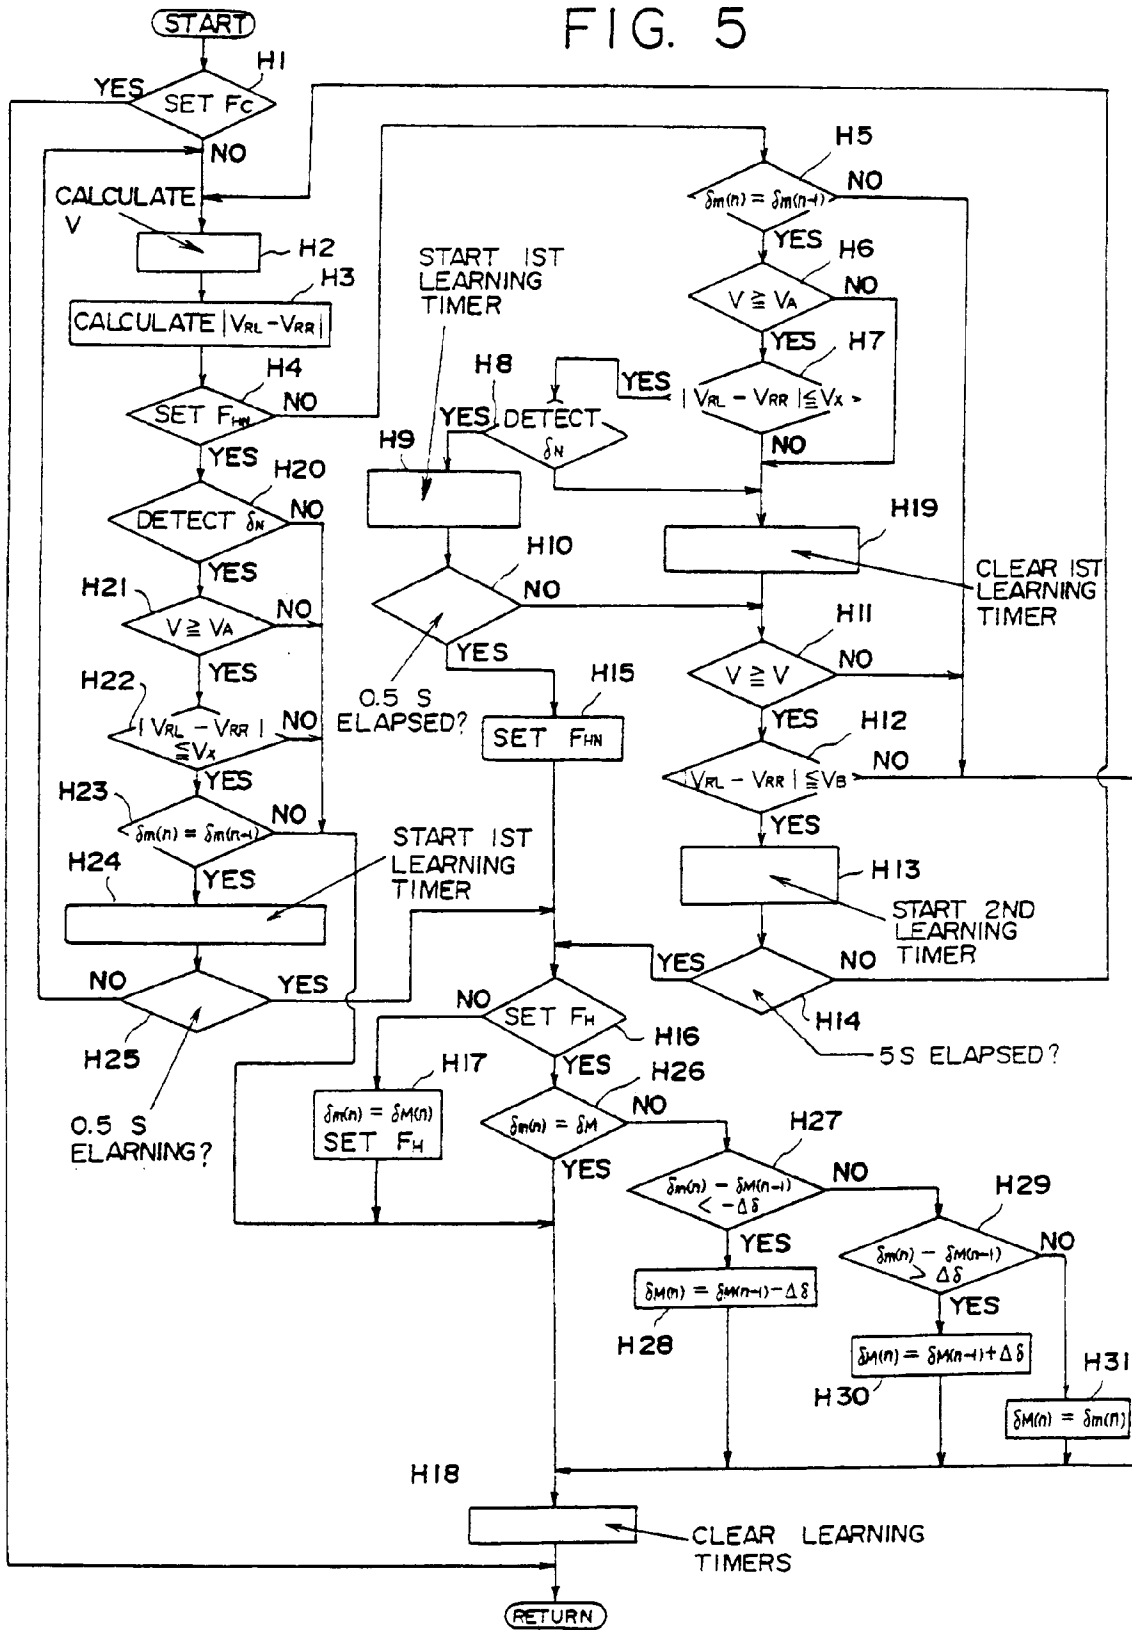 FIG. 5
START
H1
YES
SET FC
NO
CALCULATE
V
H2
H3
CALCULATE |VRL - VRR|
H4
SET FHN
NO
YES
H20
DETECT δN
NO
YES
H21
V ≧ VA
NO
YES
H22
| VRL - VRR |
≦VX
NO
YES
H23
δm(n) = δm(n-1)
NO
YES
H24
START 1ST
LEARNING
TIMER
H25
NO
YES
0.5 S
ELARNING?
H5
δm(n) = δm(n-1)
NO
YES
H6
V ≧ VA
NO
YES
H7
| VRL - VRR | ≦ VX
YES
NO
H8
DETECT
δN
YES
START 1ST
LEARNING
TIMER
H9
H10
NO
YES
0.5 S
ELAPSED?
H19
CLEAR 1ST
LEARNING
TIMER
H11
V ≧ V
NO
YES
H12
|VRL - VRR | ≦ VB
NO
YES
H13
START 2ND
LEARNING
TIMER
YES
NO
H14
5S ELAPSED?
H15
SET FHN
NO
SET FH
H16
YES
H17
δm(n) = δM(n)
SET FH
H26
δm(n) = δM
NO
YES
H27
δm(n) - δM(n-1)
< -Δδ
NO
YES
H28
δM(n) = δM(n-1) - Δδ
H29
δm(n) - δM(n-1)
> Δδ
NO
YES
δM(n) = δM(n-1) + Δδ
H30
H31
δM(n) = δm(n)
H18
CLEAR LEARNING
TIMERS
RETURN